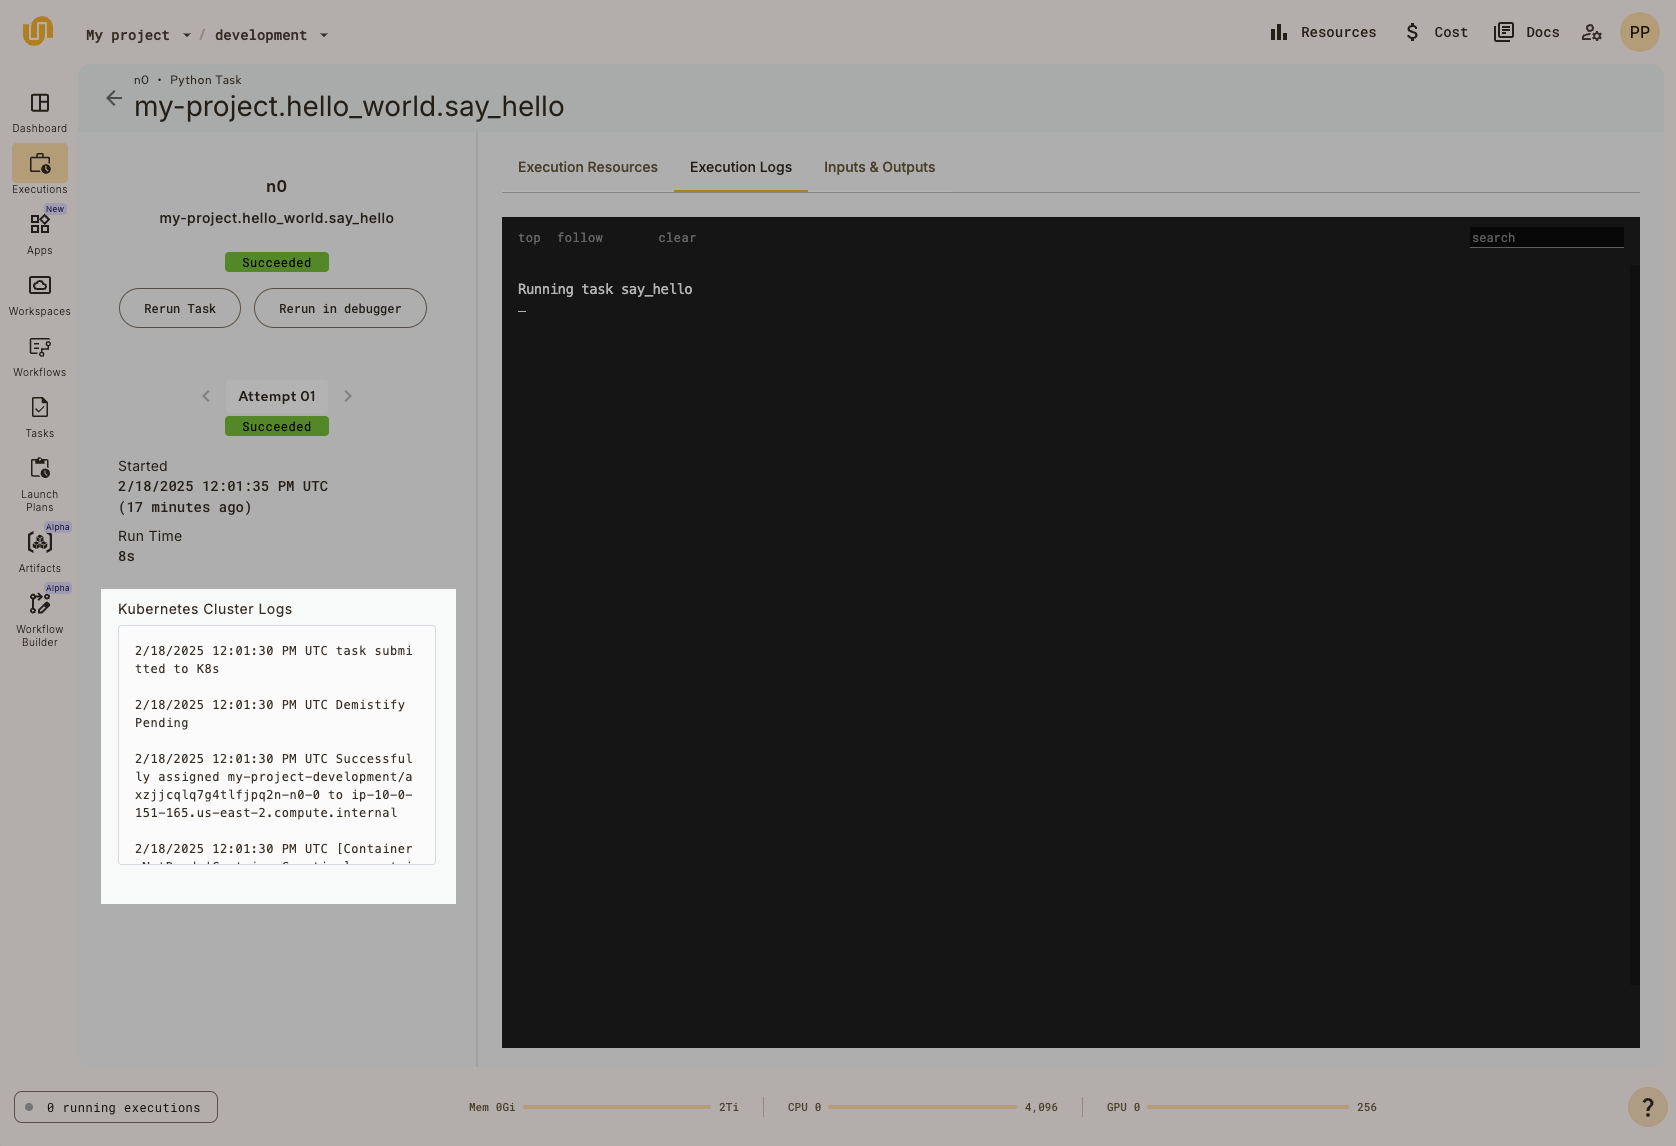 My project / development
Resources
Cost
Docs
PP
n0 • Python Task
my-project.hello_world.say_hello
Dashboard
Executions
New
Apps
Workspaces
Workflows
Tasks
Launch
Plans
Alpha
Artifacts
Alpha
Workflow
Builder
n0
my-project.hello_world.say_hello
Succeeded
Rerun Task
Rerun in debugger
Attempt 01
Succeeded
Started
2/18/2025 12:01:35 PM UTC
(17 minutes ago)
Run Time
8s
Kubernetes Cluster Logs
2/18/2025 12:01:30 PM UTC task submi
tted to K8s
2/18/2025 12:01:30 PM UTC Demistify
Pending
2/18/2025 12:01:30 PM UTC Successful
ly assigned my-project-development/a
xzjjcqlq7g4tlfjpq2n-n0-0 to ip-10-0-
151-165.us-east-2.compute.internal
2/18/2025 12:01:30 PM UTC [Container
Execution Resources
Execution Logs
Inputs & Outputs
top follow clear
search
Running task say_hello
_
0 running executions
Mem 0Gi 2Ti
CPU 0 4,096
GPU 0 256
?